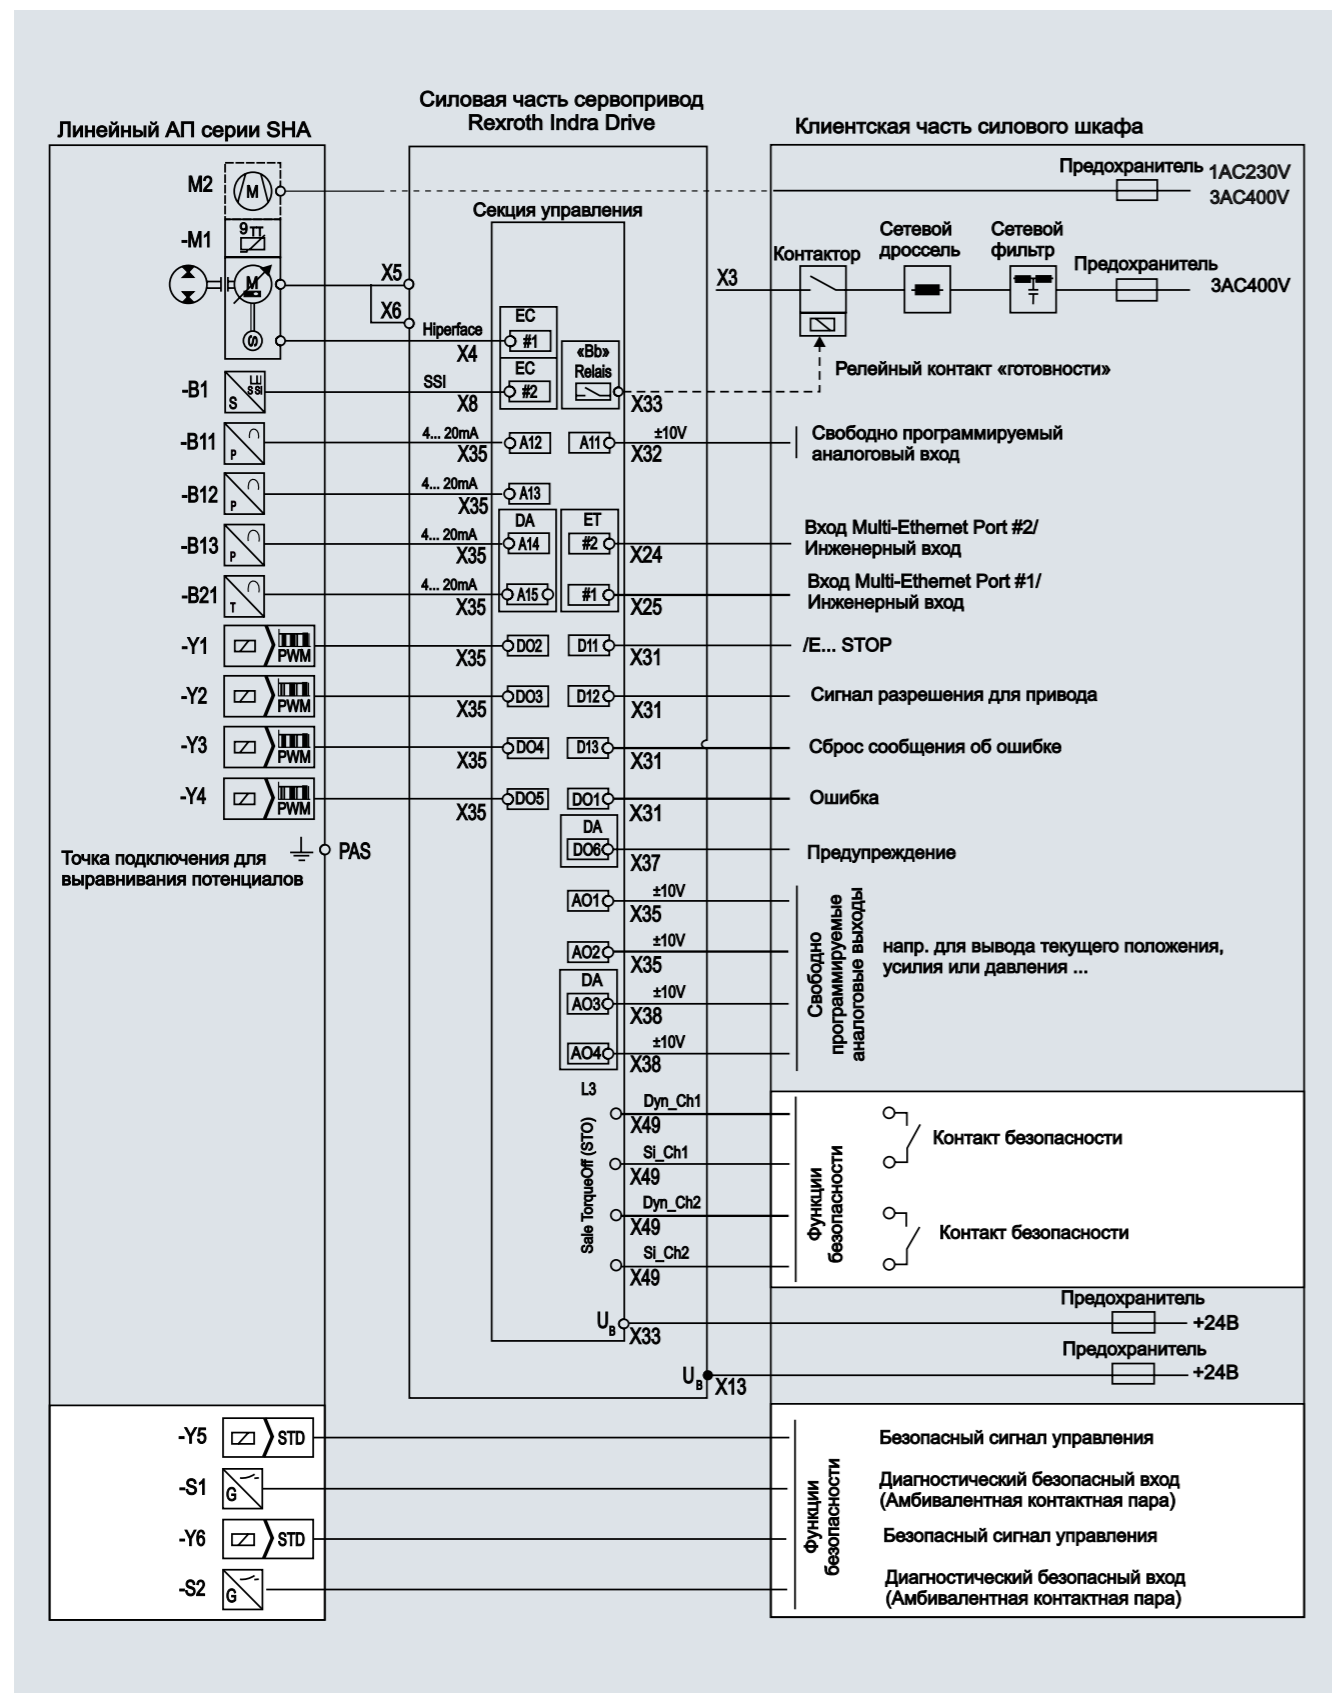 Силовая часть сервопривод
Rexroth Indra Drive
Линейный АП серии SHA
Клиентская часть силового шкафа
M2
M
Предохранитель
1AC230V
3AC400V
Секция управления
-M1
9
M
S
X5
X6
X3
Контактор
Сетевой
дроссель
Сетевой
фильтр
Предохранитель
3AC400V
Hiperface
X4
EC
#1
«Bb»
Relais
Релейный контакт «готовности»
-B1
S
SSI
SSI
X8
EC
#2
X33
-B11
P
4... 20mA
X35
A12
A11
±10V
X32
Свободно программируемый
аналоговый вход
-B12
P
4... 20mA
X35
A13
-B13
P
4... 20mA
X35
DA
A14
ET
#2
X24
Вход Multi-Ethernet Port #2/
Инженерный вход
-B21
T
4... 20mA
X35
A15
#1
X25
Вход Multi-Ethernet Port #1/
Инженерный вход
-Y1
PWM
X35
DO2
D11
X31
/E... STOP
-Y2
PWM
X35
DO3
D12
X31
Сигнал разрешения для привода
-Y3
PWM
X35
DO4
D13
X31
Сброс сообщения об ошибке
-Y4
PWM
X35
DO5
DO1
X31
Ошибка
Точка подключения для
выравнивания потенциалов
PAS
DA
DO6
X37
Предупреждение
AO1
±10V
X35
AO2
±10V
X35
DA
AO3
±10V
X38
AO4
±10V
X38
Свободно
программируемые
аналоговые выходы
напр. для вывода текущего положения,
усилия или давления ...
L3
Sale TorqueOff (STO)
Dyn_Ch1
X49
Si_Ch1
X49
Dyn_Ch2
X49
Si_Ch2
X49
Функции
безопасности
Контакт безопасности
Контакт безопасности
UB
X33
Предохранитель
+24В
UB
X13
Предохранитель
+24В
-Y5
STD
Безопасный сигнал управления
-S1
G
Диагностический безопасный вход
(Амбивалентная контактная пара)
-Y6
STD
Безопасный сигнал управления
-S2
G
Диагностический безопасный вход
(Амбивалентная контактная пара)
Функции
безопасности